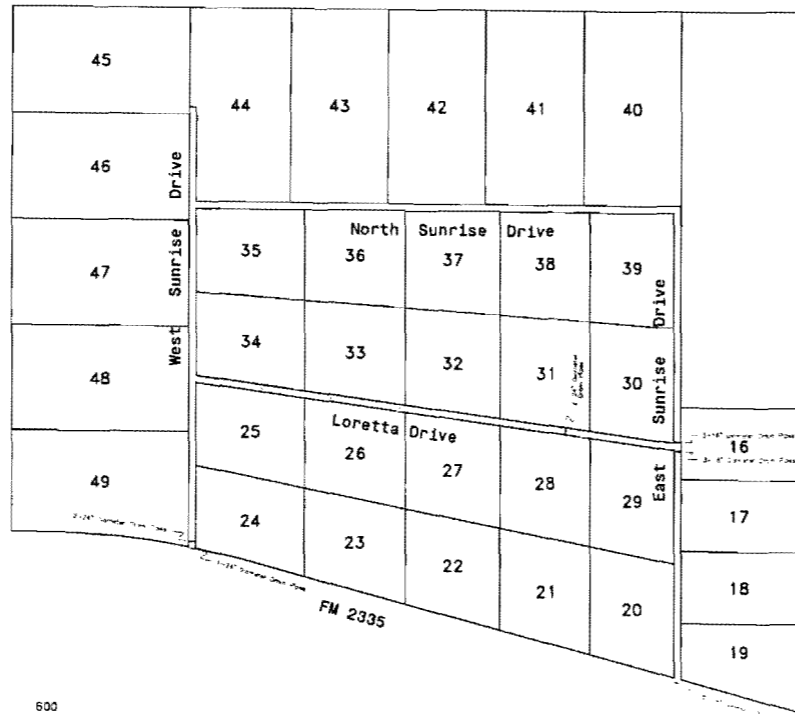 45
44 43 42 41 40
46
West Sunrise Drive
North Sunrise Drive
35 36 37 38 39
47
34 33 32 31 30
East Sunrise Drive
48
Loretta Drive
25 26 27 28 29
16
49
24 23 22 21 20
17
18
19
FM 2335
600